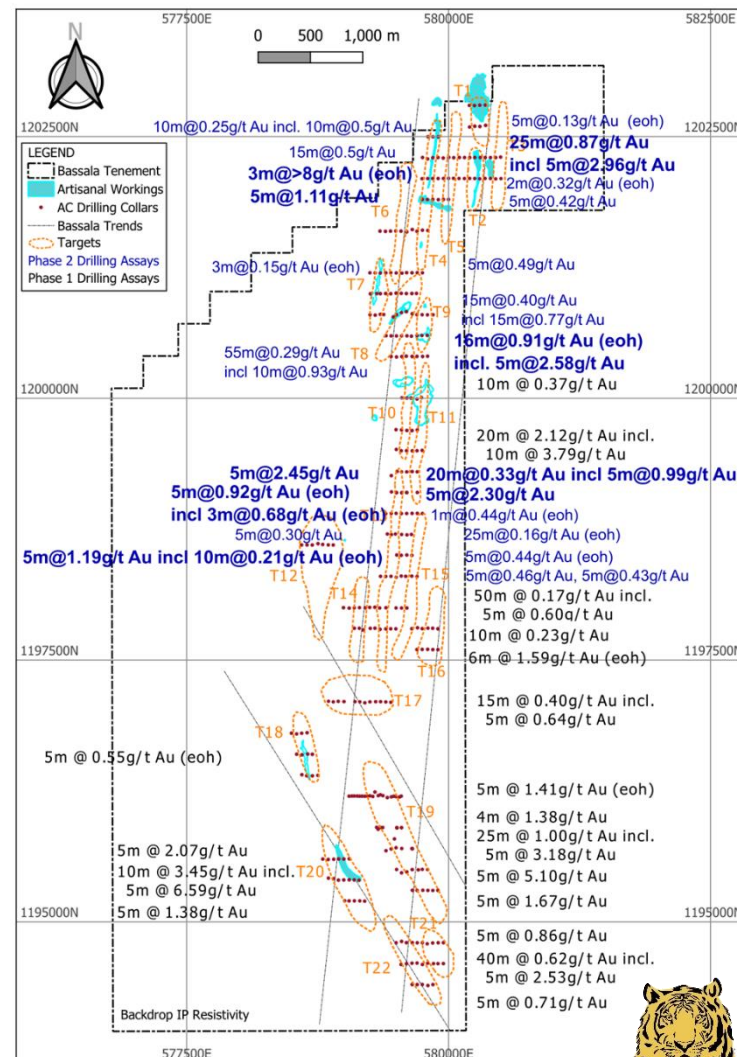 577500E
580000E
582500E
N
0 500 1,000 m
T1
10m@0.25g/t Au incl. 10m@0.5g/t Au
5m@0.13g/t Au (eoh)
1202500N
1202500N
25m@0.87g/t Au
15m@0.5g/t Au
incl 5m@2.96g/t Au
3m@>8g/t Au (eoh)
2m@0.32g/t Au (eoh)
5m@1.11g/t Au
5m@0.42g/t Au
LEGEND
Bassala Tenement
Artisanal Workings
AC Drilling Collars
Bassala Trends
Targets
Phase 2 Drilling Assays
Phase 1 Drilling Assays
T6
T2
T5
T4
3m@0.15g/t Au (eoh)
5m@0.49g/t Au
T7
15m@0.40g/t Au
T9
incl 15m@0.77g/t Au
16m@0.91g/t Au (eoh)
55m@0.29g/t Au
T8
incl 10m@0.93g/t Au
incl. 5m@2.58g/t Au
10m @ 0.37g/t Au
1200000N
1200000N
T10
T11
20m @ 2.12g/t Au incl.
10m @ 3.79g/t Au
5m@2.45g/t Au
20m@0.33g/t Au incl 5m@0.99g/t Au
5m@0.92g/t Au (eoh)
5m@2.30g/t Au
incl 3m@0.68g/t Au (eoh)
1m@0.44g/t Au (eoh)
5m@0.30g/t Au
25m@0.16g/t Au (eoh)
5m@1.19g/t Au incl 10m@0.21g/t Au (eoh)
5m@0.44g/t Au (eoh)
T12
T15
5m@0.46g/t Au, 5m@0.43g/t Au
T14
50m @ 0.17g/t Au incl.
5m @ 0.60g/t Au
10m @ 0.23g/t Au
1197500N
1197500N
6m @ 1.59g/t Au (eoh)
T16
T17
15m @ 0.40g/t Au incl.
5m @ 0.64g/t Au
T18
5m @ 0.55g/t Au (eoh)
5m @ 1.41g/t Au (eoh)
T19
4m @ 1.38g/t Au
25m @ 1.00g/t Au incl.
5m @ 3.18g/t Au
5m @ 2.07g/t Au
10m @ 3.45g/t Au incl.
T20
5m @ 5.10g/t Au
5m @ 6.59g/t Au
5m @ 1.67g/t Au
5m @ 1.38g/t Au
1195000N
1195000N
T21
5m @ 0.86g/t Au
T22
40m @ 0.62g/t Au incl.
5m @ 2.53g/t Au
5m @ 0.71g/t Au
Backdrop IP Resistivity
577500E
580000E